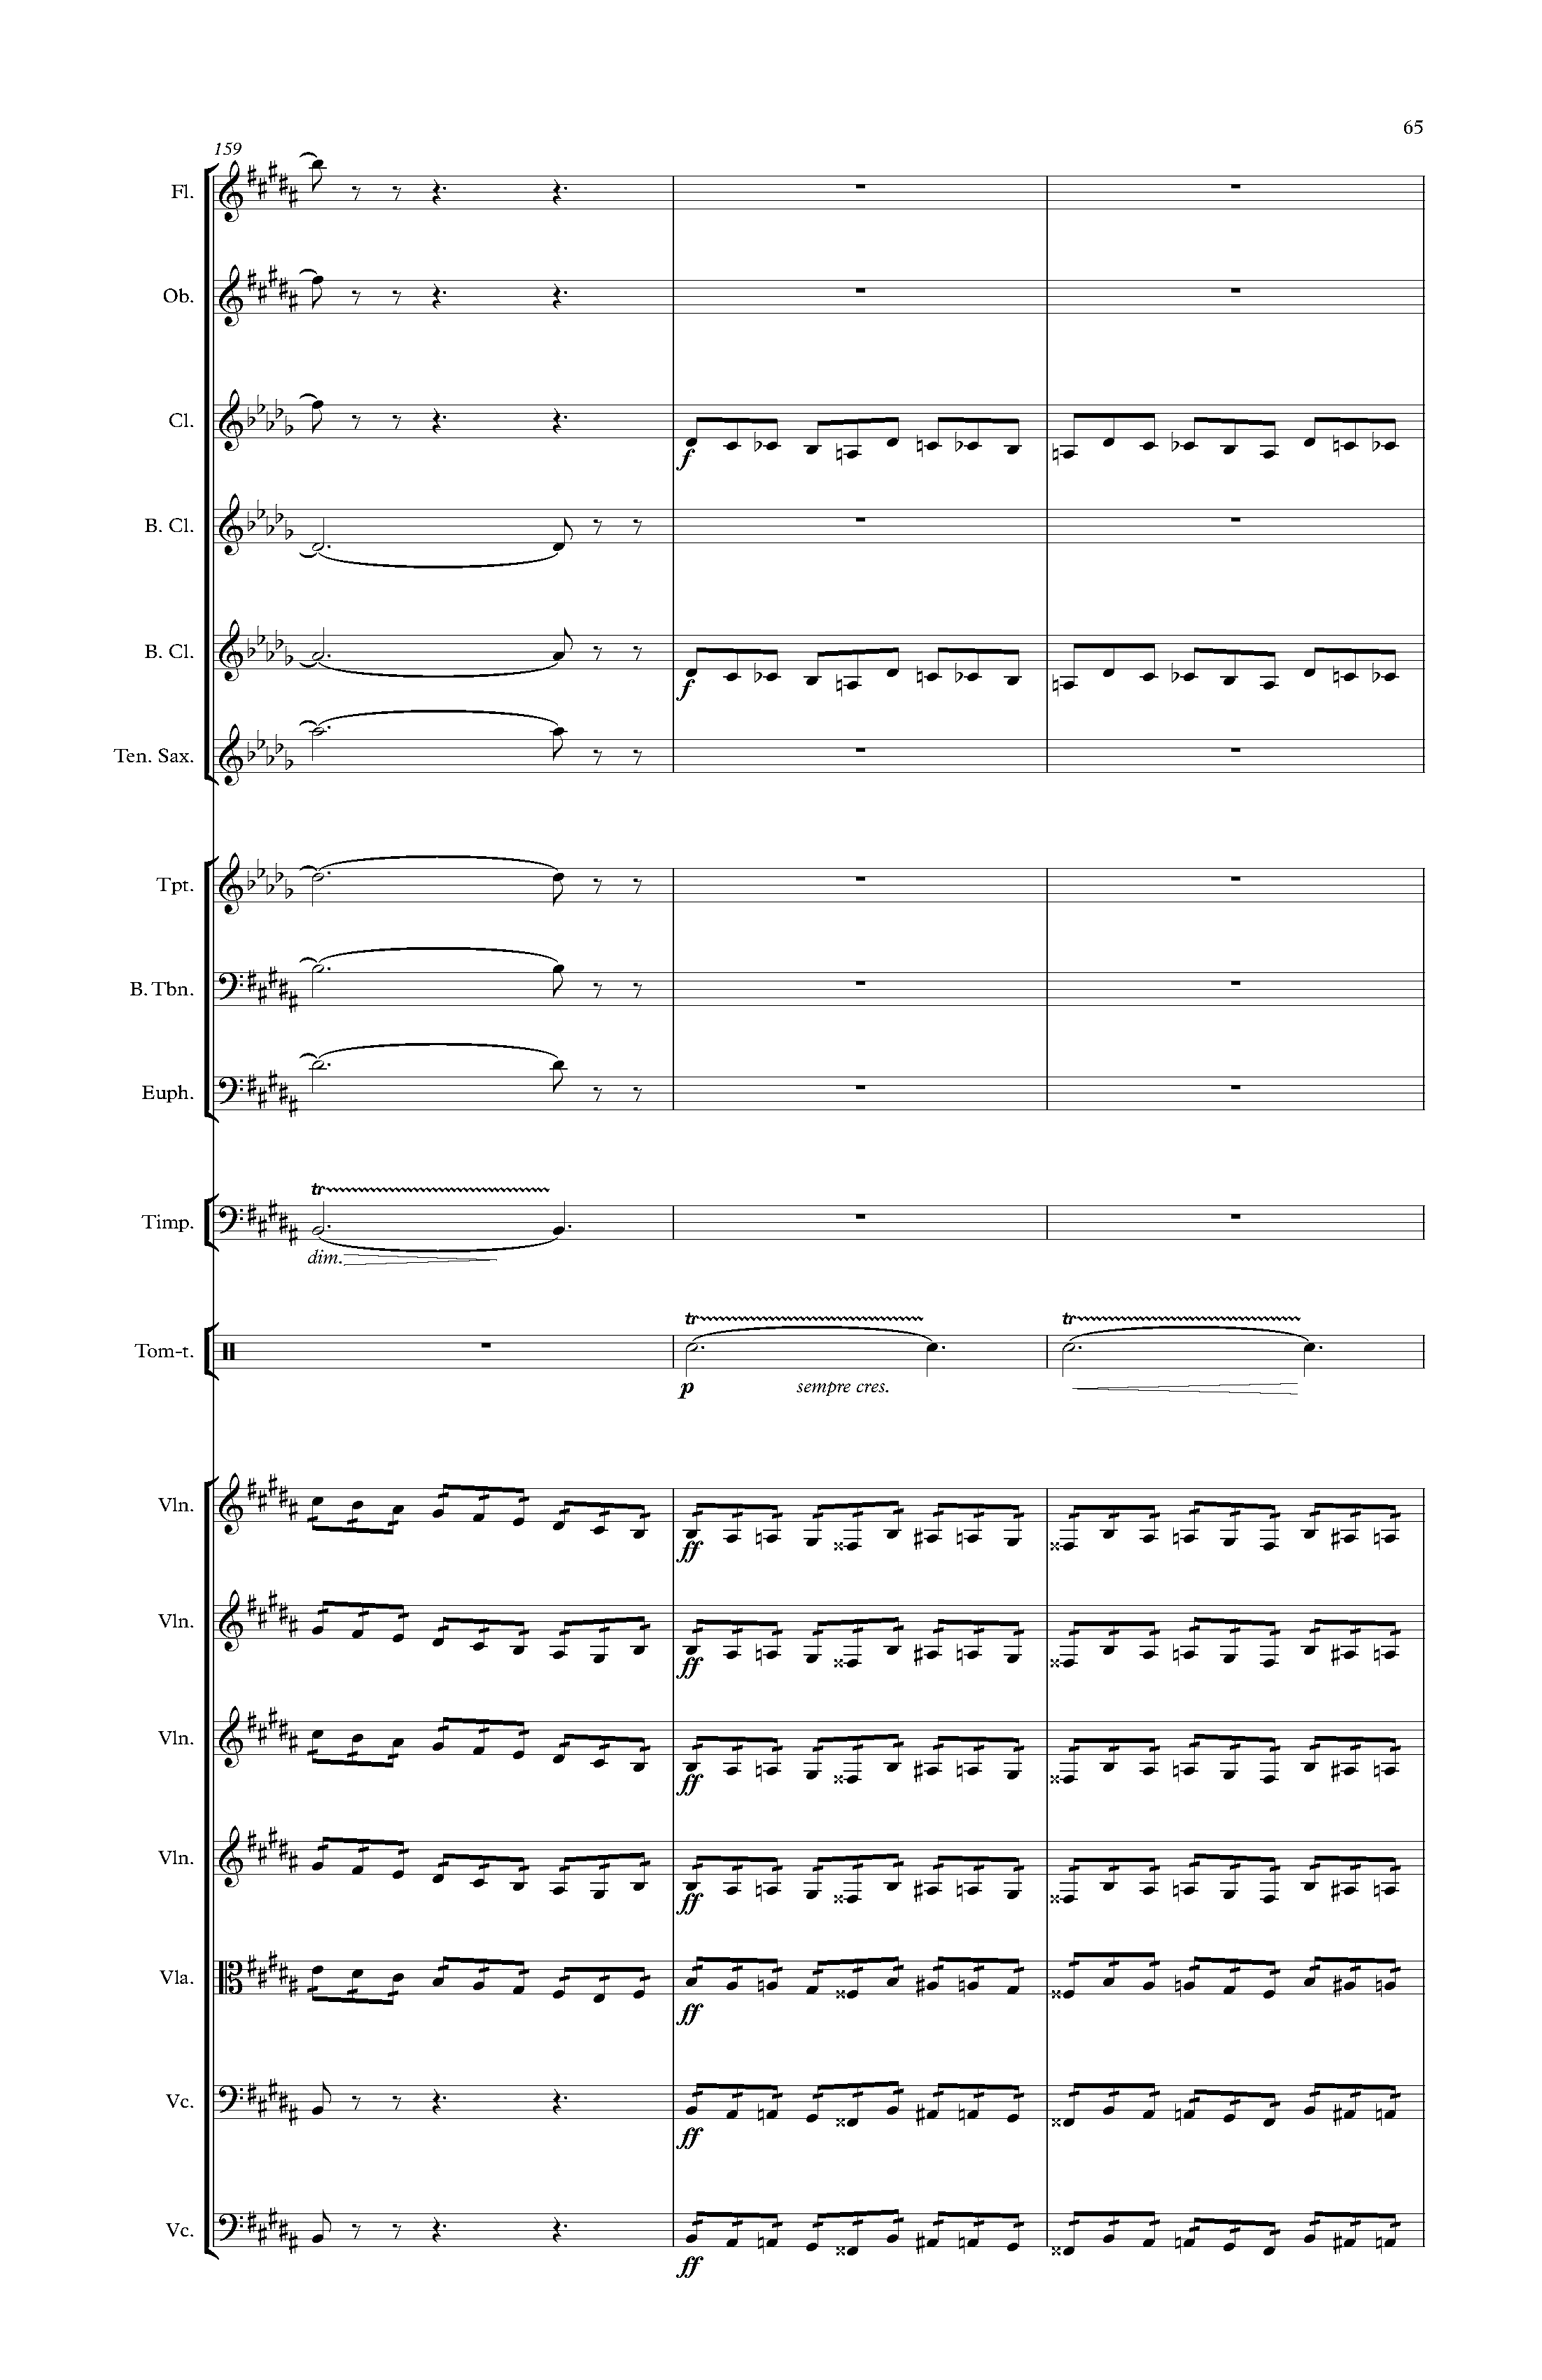 65
159
Fl.
Ob.
Cl.
f
B. Cl.
B. Cl.
f
Ten. Sax.
Tpt.
B. Tbn.
Euph.
tr
Timp.
dim.
tr tr
Tom-t.
p sempre cres.
Vln.
ff
Vln.
ff
Vln.
ff
Vln.
ff
Vla.
ff
Vc.
ff
Vc.
ff